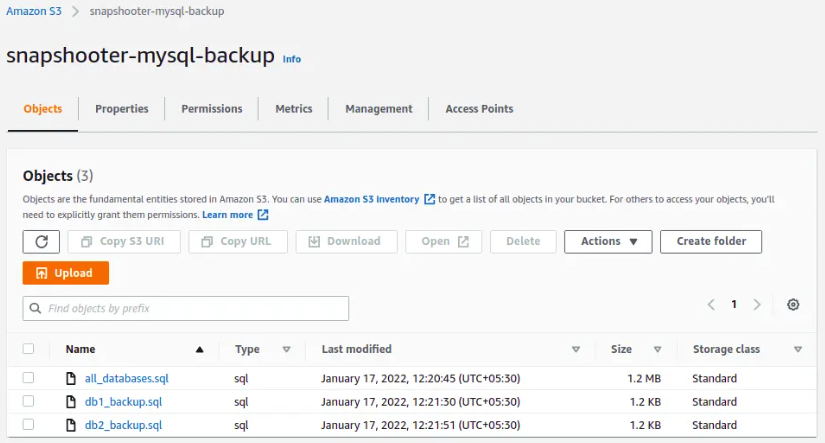 Amazon S3 > snapshooter-mysql-backup
snapshooter-mysql-backup Info
Objects Properties Permissions Metrics Management Access Points
Objects (3)
Objects are the fundamental entities stored in Amazon S3. You can use Amazon S3 inventory to get a list of all objects in your bucket. For others to access your objects, you'll
need to explicitly grant them permissions. Learn more
Copy S3 URI Copy URL Download Open Delete Actions Create folder
Upload
Find objects by prefix 1
Name Type Last modified Size Storage class
all_databases.sql sql January 17, 2022, 12:20:45 (UTC+05:30) 1.2 MB Standard
db1_backup.sql sql January 17, 2022, 12:21:30 (UTC+05:30) 1.2 KB Standard
db2_backup.sql sql January 17, 2022, 12:21:51 (UTC+05:30) 1.2 KB Standard